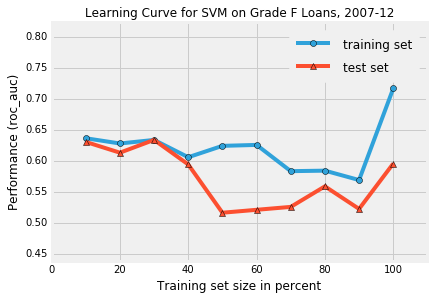 Learning Curve for SVM on Grade F Loans, 2007-12
training set
test set
Performance (roc_auc)
0.80
0.75
0.70
0.65
0.60
0.55
0.50
0.45
0 20 40 60 80 100
Training set size in percent